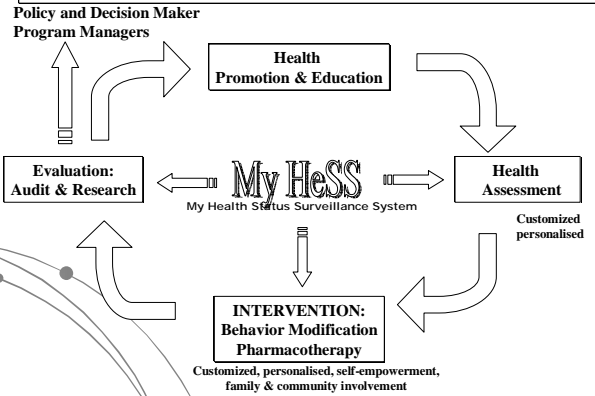 Policy and Decision Maker
Program Managers
Health
Promotion & Education
Evaluation:
Audit & Research
My HeSS
My Health Status Surveillance System
Health
Assessment
Customized
personalised
INTERVENTION:
Behavior Modification
Pharmacotherapy
Customized, personalised, self-empowerment,
family & community involvement